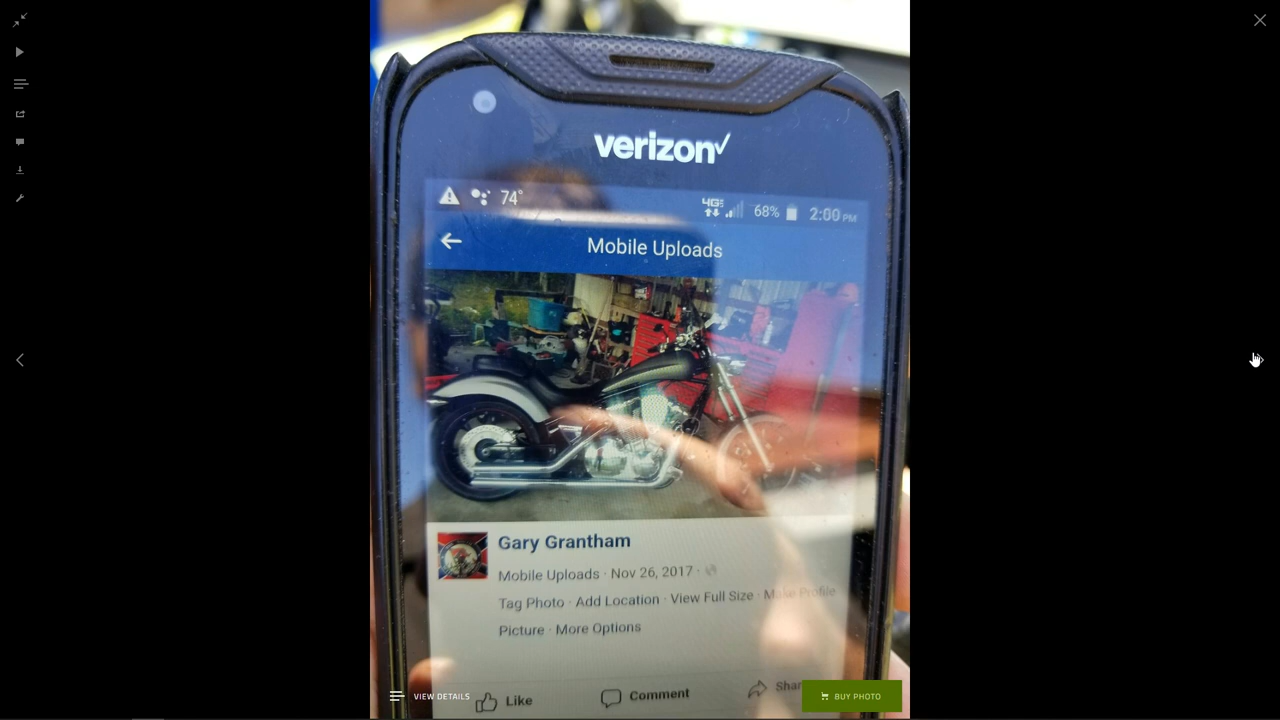 verizon
74° 4G 68% 2:00 PM
Mobile Uploads
Gary Grantham
Mobile Uploads · Nov 26, 2017 ·
Tag Photo · Add Location · View Full Size · Make Profile
Picture · More Options
Like Comment Shar
VIEW DETAILS BUY PHOTO